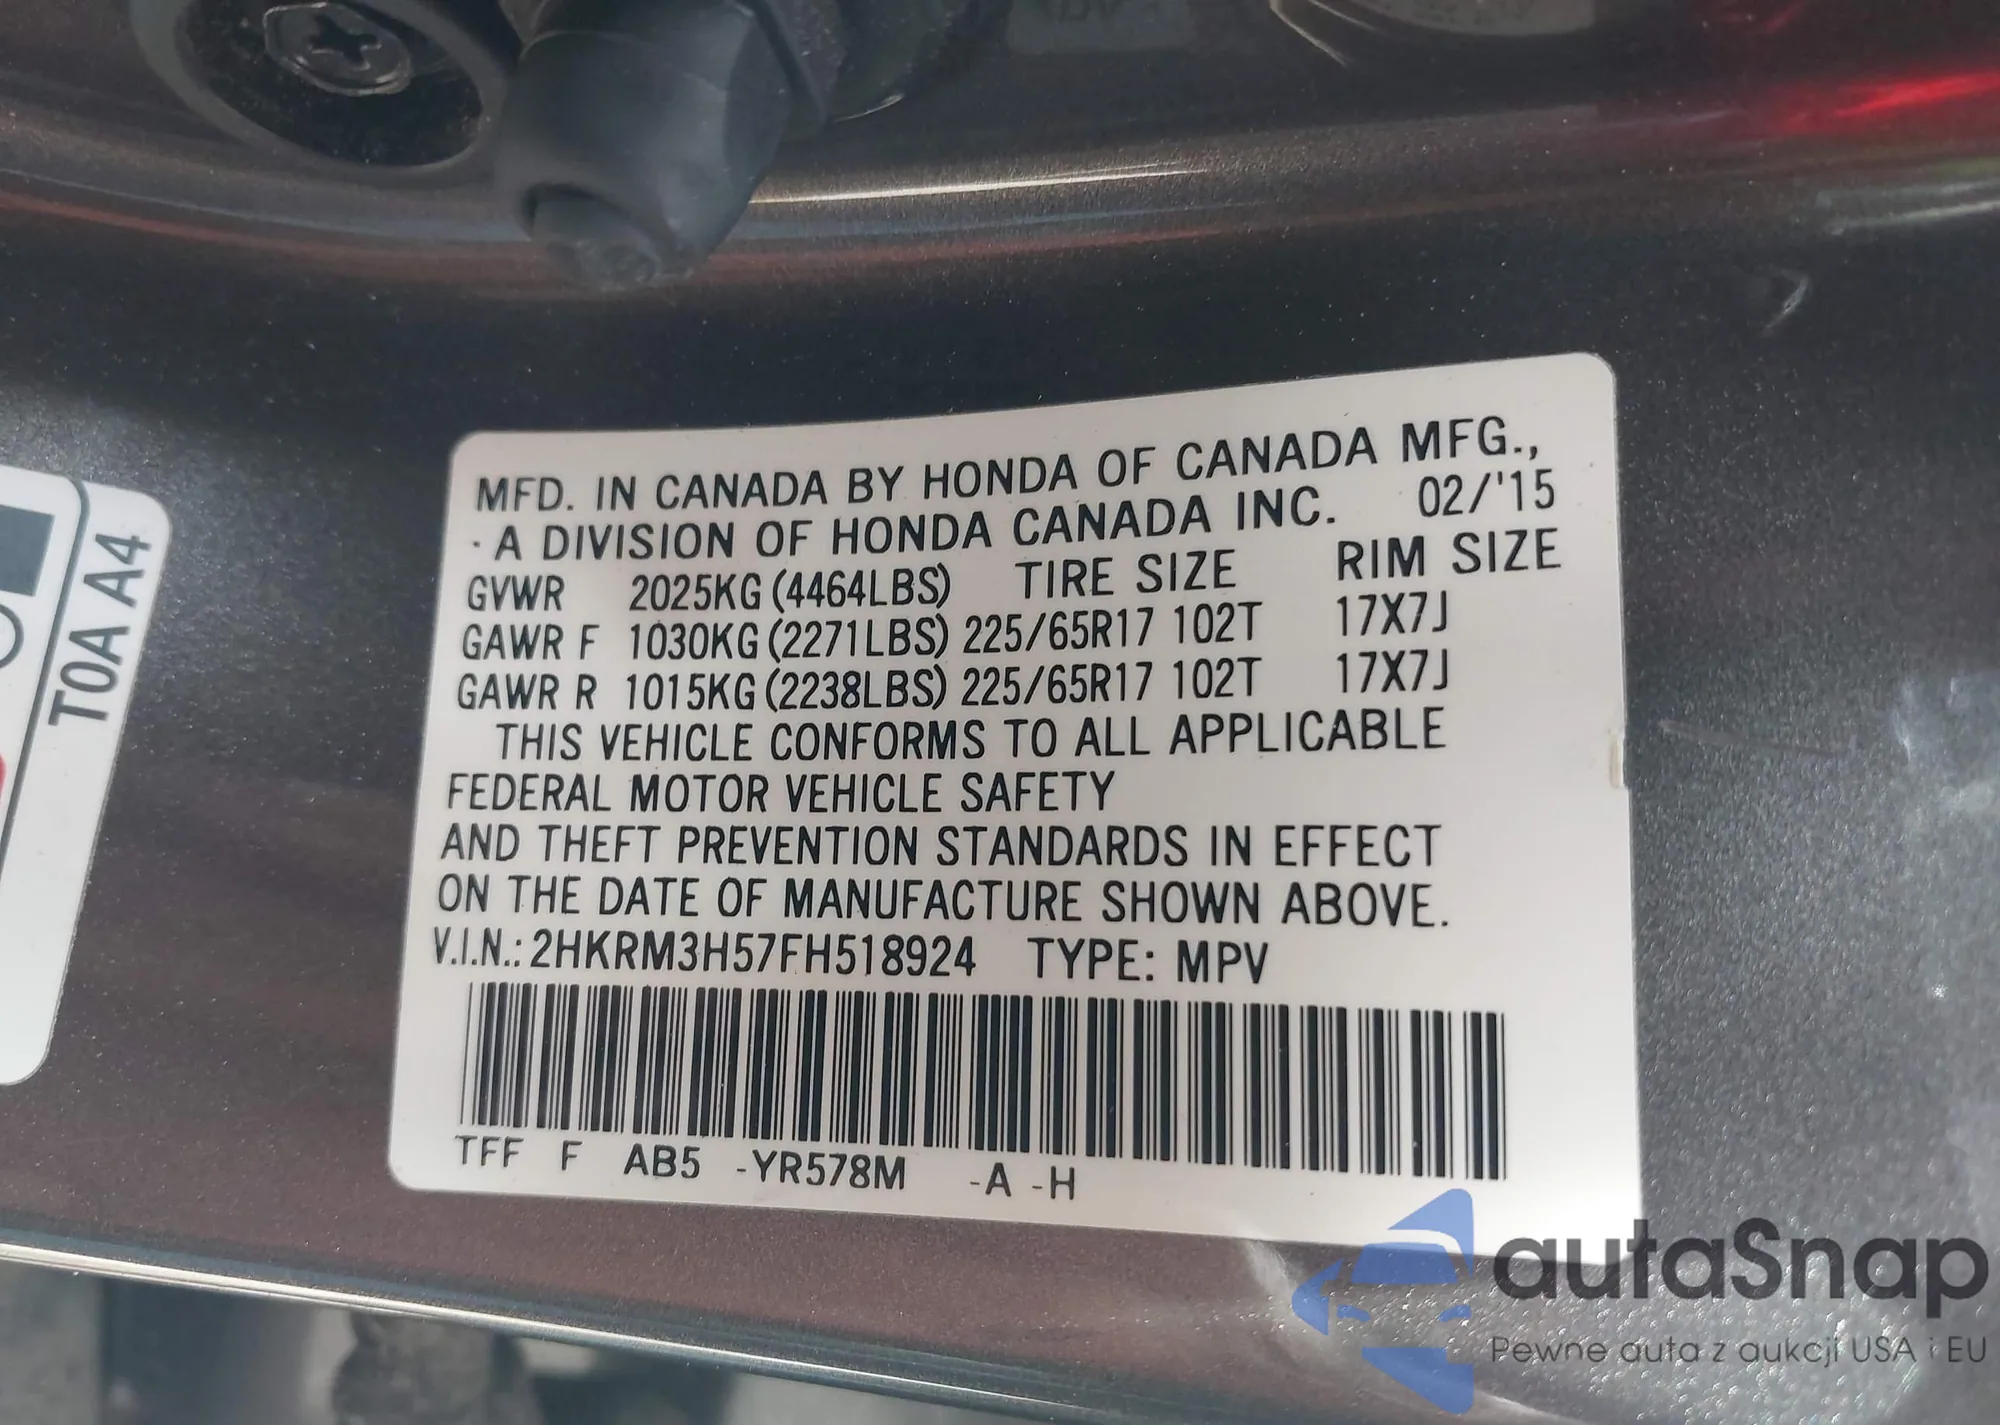 MFD. IN CANADA BY HONDA OF CANADA MFG.,
· A DIVISION OF HONDA CANADA INC. 02/'15
GVWR 2025KG (4464LBS) TIRE SIZE RIM SIZE
GAWR F 1030KG (2271LBS) 225/65R17 102T 17X7J
GAWR R 1015KG (2238LBS) 225/65R17 102T 17X7J
THIS VEHICLE CONFORMS TO ALL APPLICABLE
FEDERAL MOTOR VEHICLE SAFETY
AND THEFT PREVENTION STANDARDS IN EFFECT
ON THE DATE OF MANUFACTURE SHOWN ABOVE.
V.I.N.: 2HKRM3H57FH518924 TYPE: MPV
TFF F AB5 -YR578M -A -H
T0A A4
autaSnap
Pewne auta z aukcji USA i EU